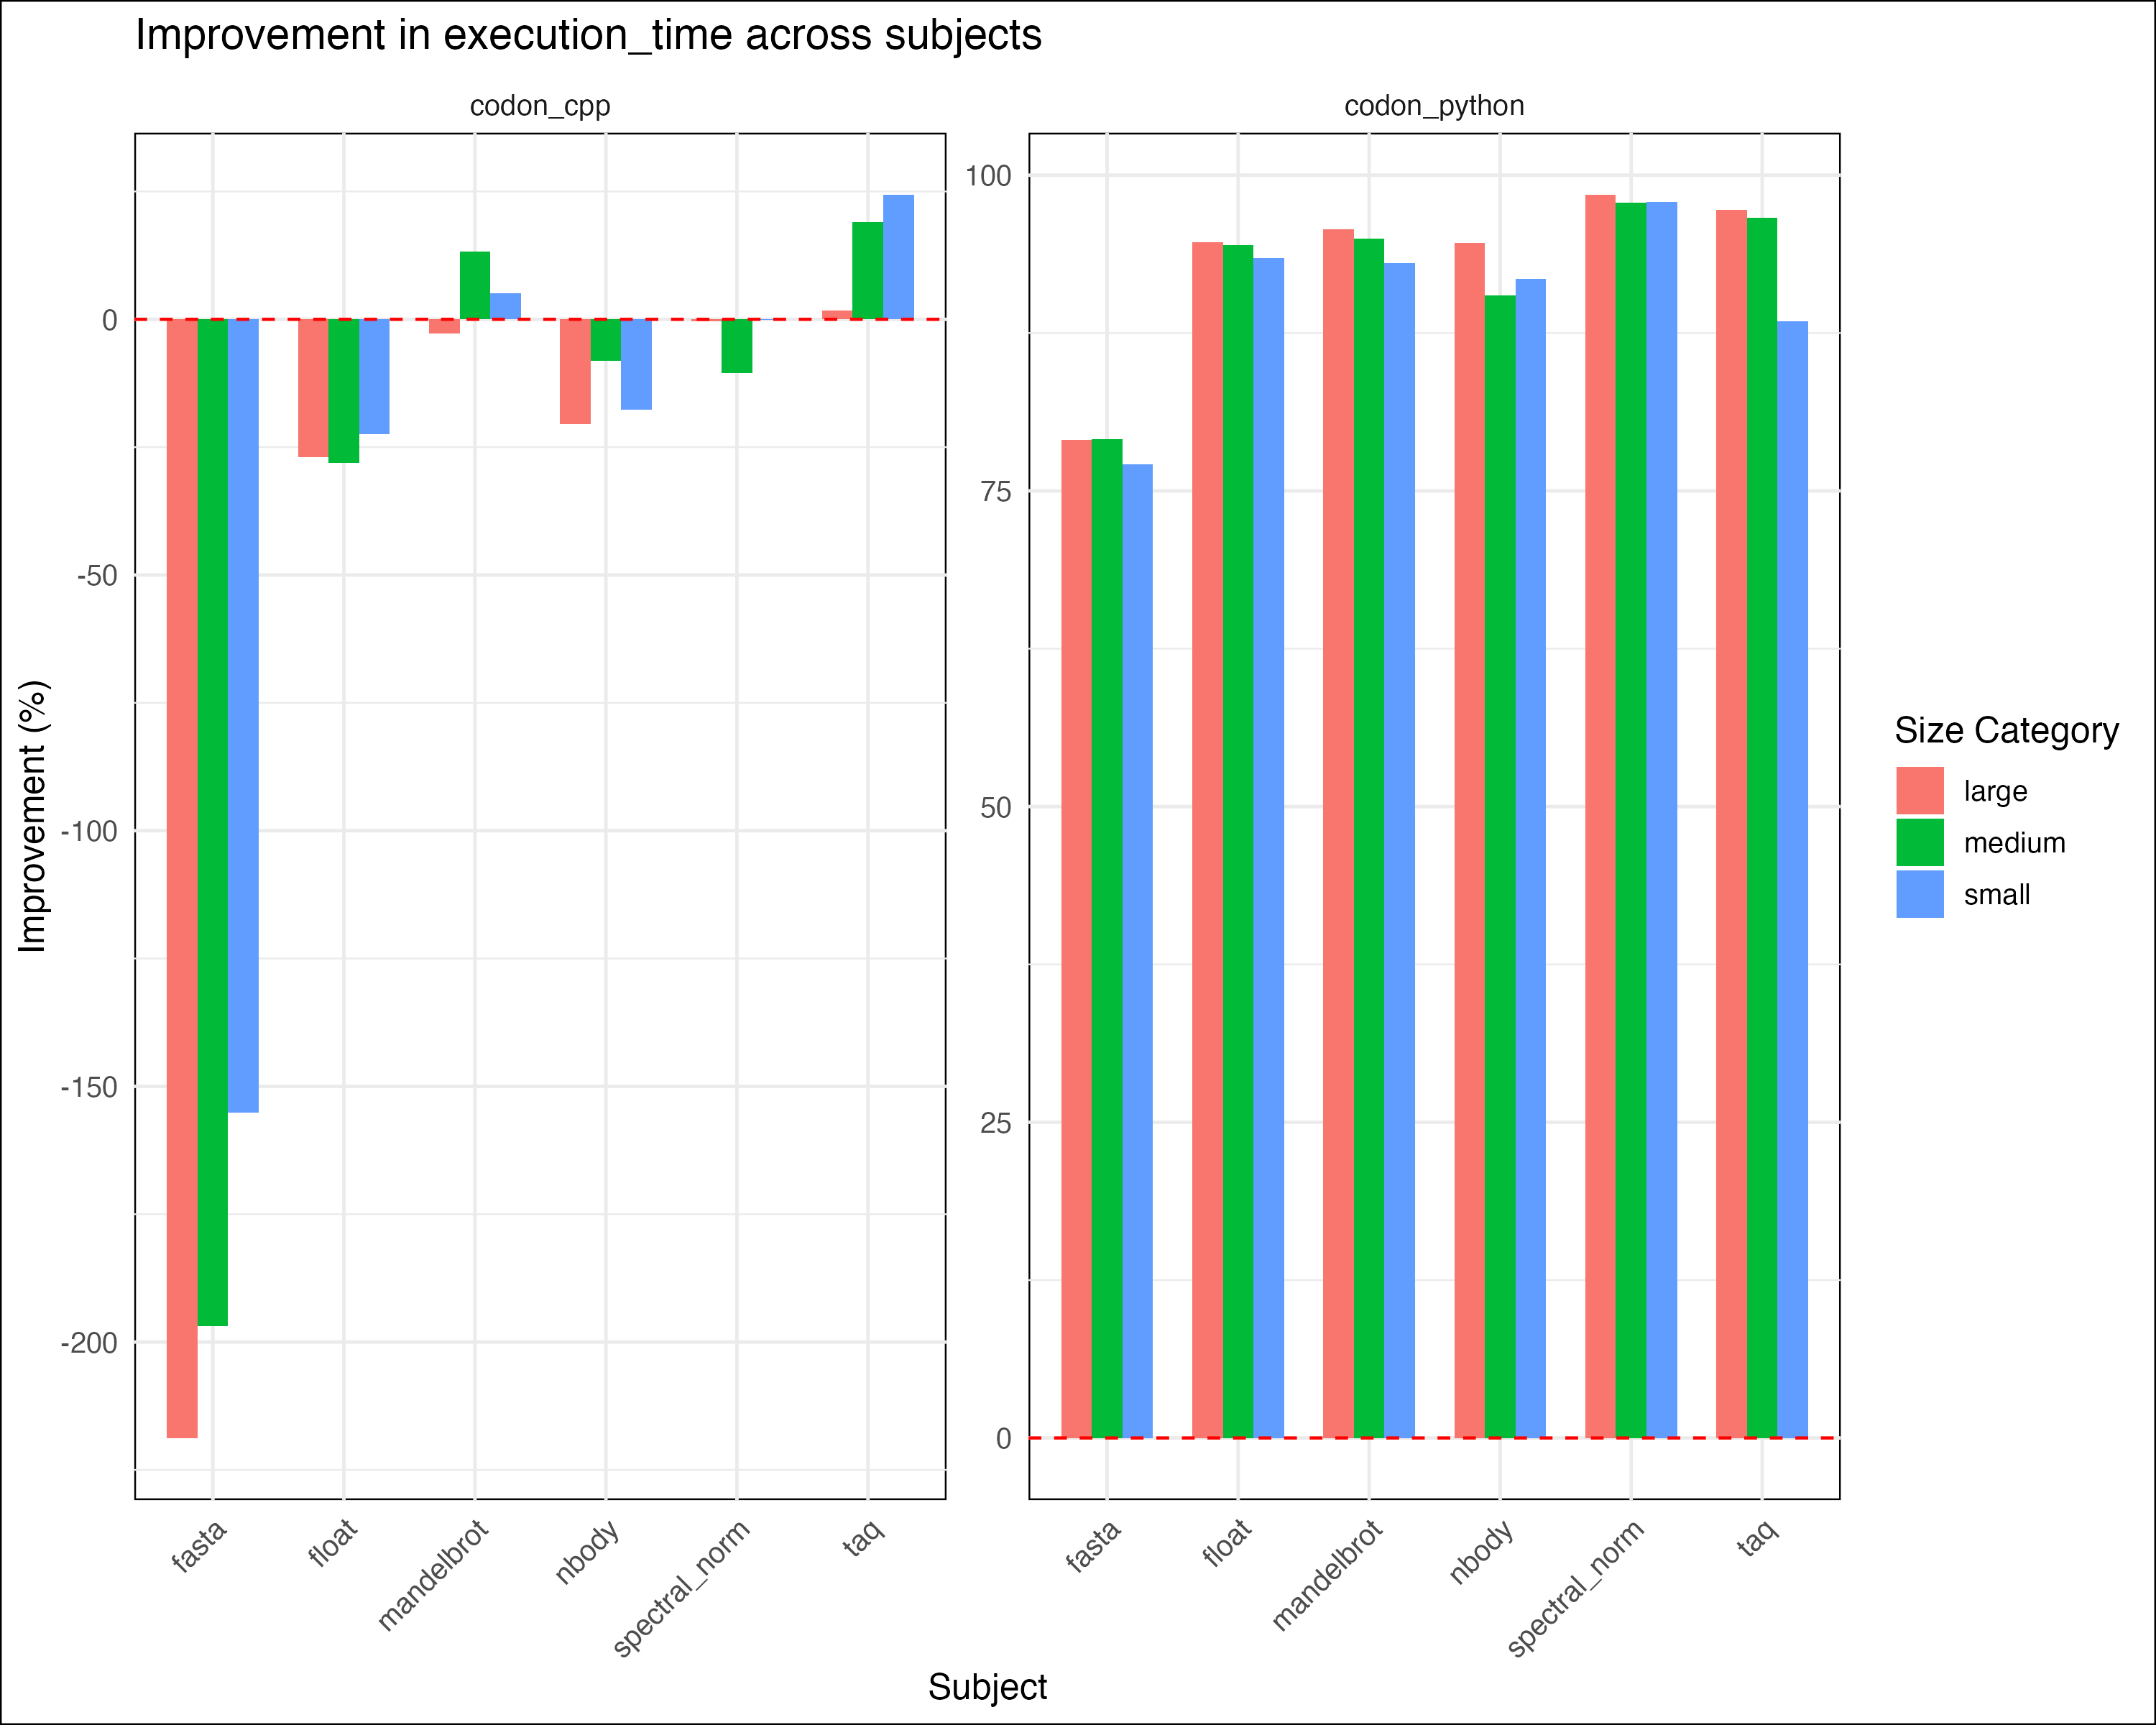 Improvement in execution_time across subjects
codon_cpp
codon_python
Improvement (%)
0
-50
-100
-150
-200
100
75
50
25
0
fasta
float
mandelbrot
nbody
spectral_norm
taq
fasta
float
mandelbrot
nbody
spectral_norm
taq
Subject
Size Category
large
medium
small